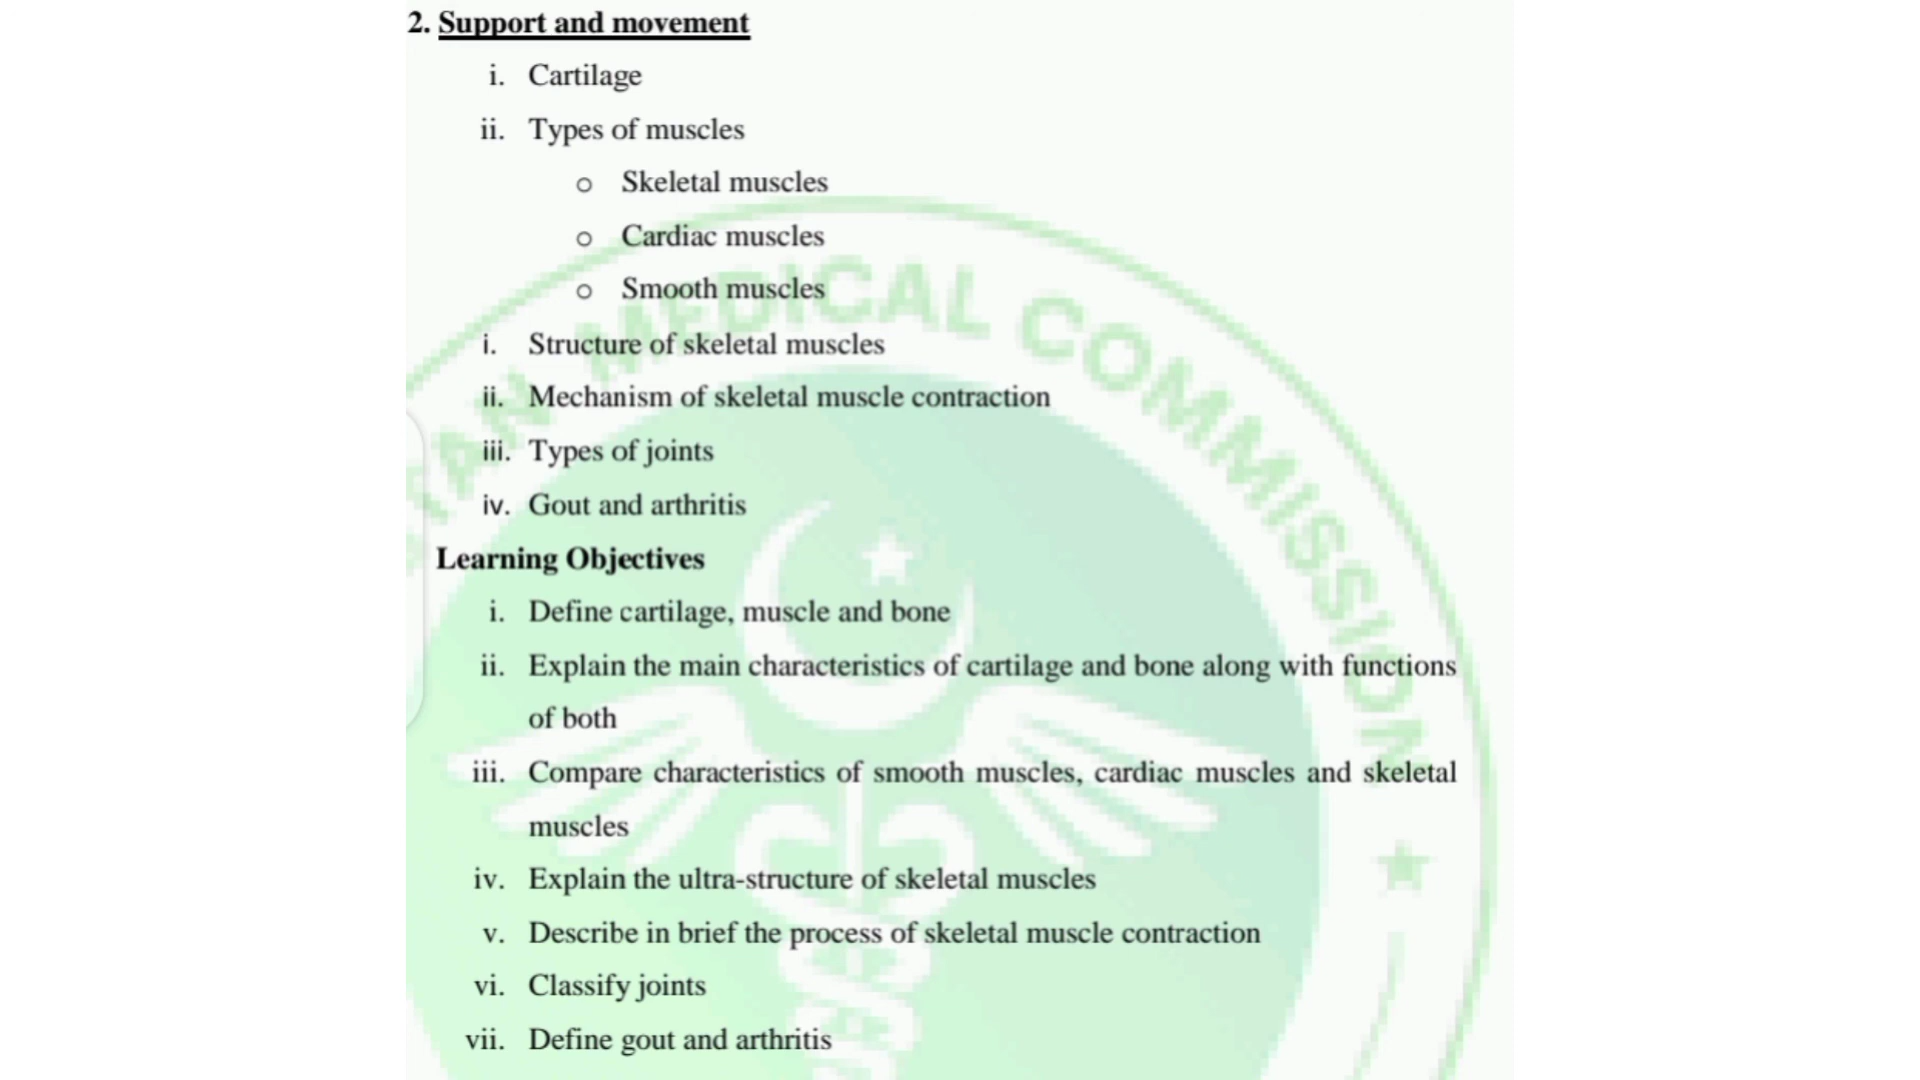 2. Support and movement
i. Cartilage
ii. Types of muscles
o Skeletal muscles
o Cardiac muscles
o Smooth muscles
i. Structure of skeletal muscles
ii. Mechanism of skeletal muscle contraction
iii. Types of joints
iv. Gout and arthritis
Learning Objectives
i. Define cartilage, muscle and bone
ii. Explain the main characteristics of cartilage and bone along with functions
of both
iii. Compare characteristics of smooth muscles, cardiac muscles and skeletal
muscles
iv. Explain the ultra-structure of skeletal muscles
v. Describe in brief the process of skeletal muscle contraction
vi. Classify joints
vii. Define gout and arthritis
TAN MEDICAL COMMISSION